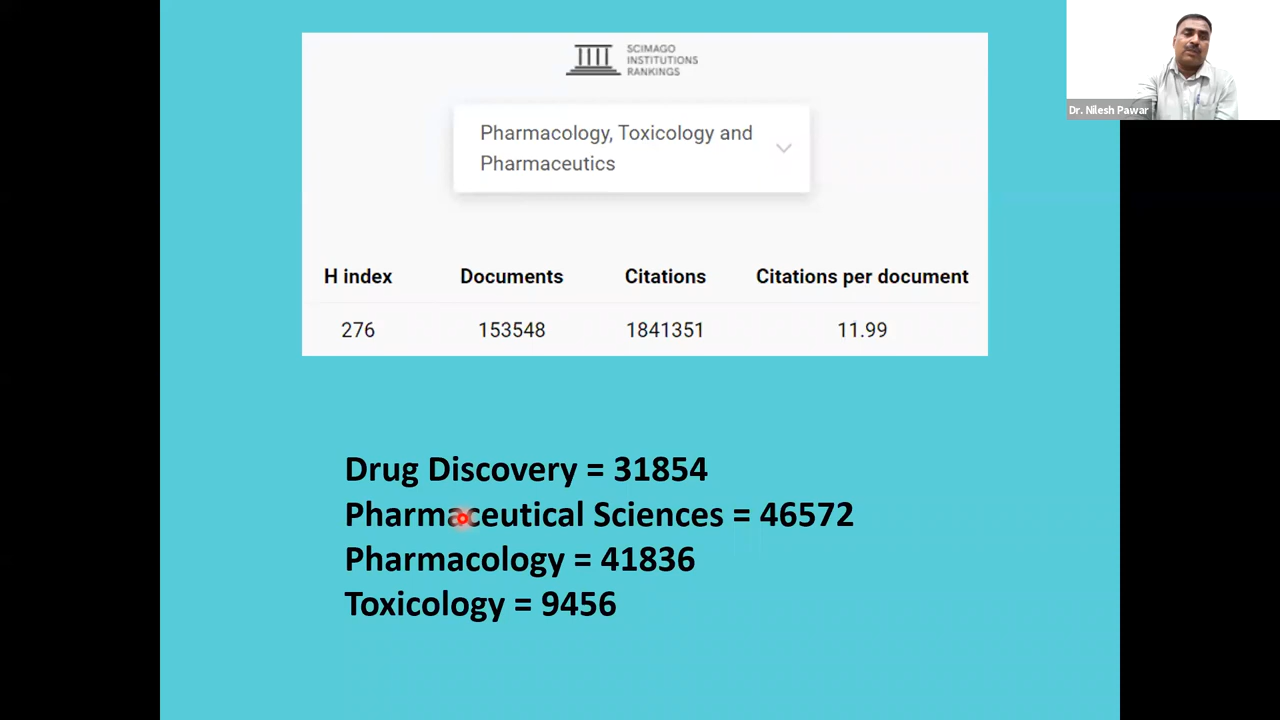 SCIMAGO
INSTITUTIONS
RANKINGS
Dr. Nilesh Pawar
Pharmacology, Toxicology and
Pharmaceutics
H index Documents Citations Citations per document
276 153548 1841351 11.99
Drug Discovery = 31854
Pharmaceutical Sciences = 46572
Pharmacology = 41836
Toxicology = 9456